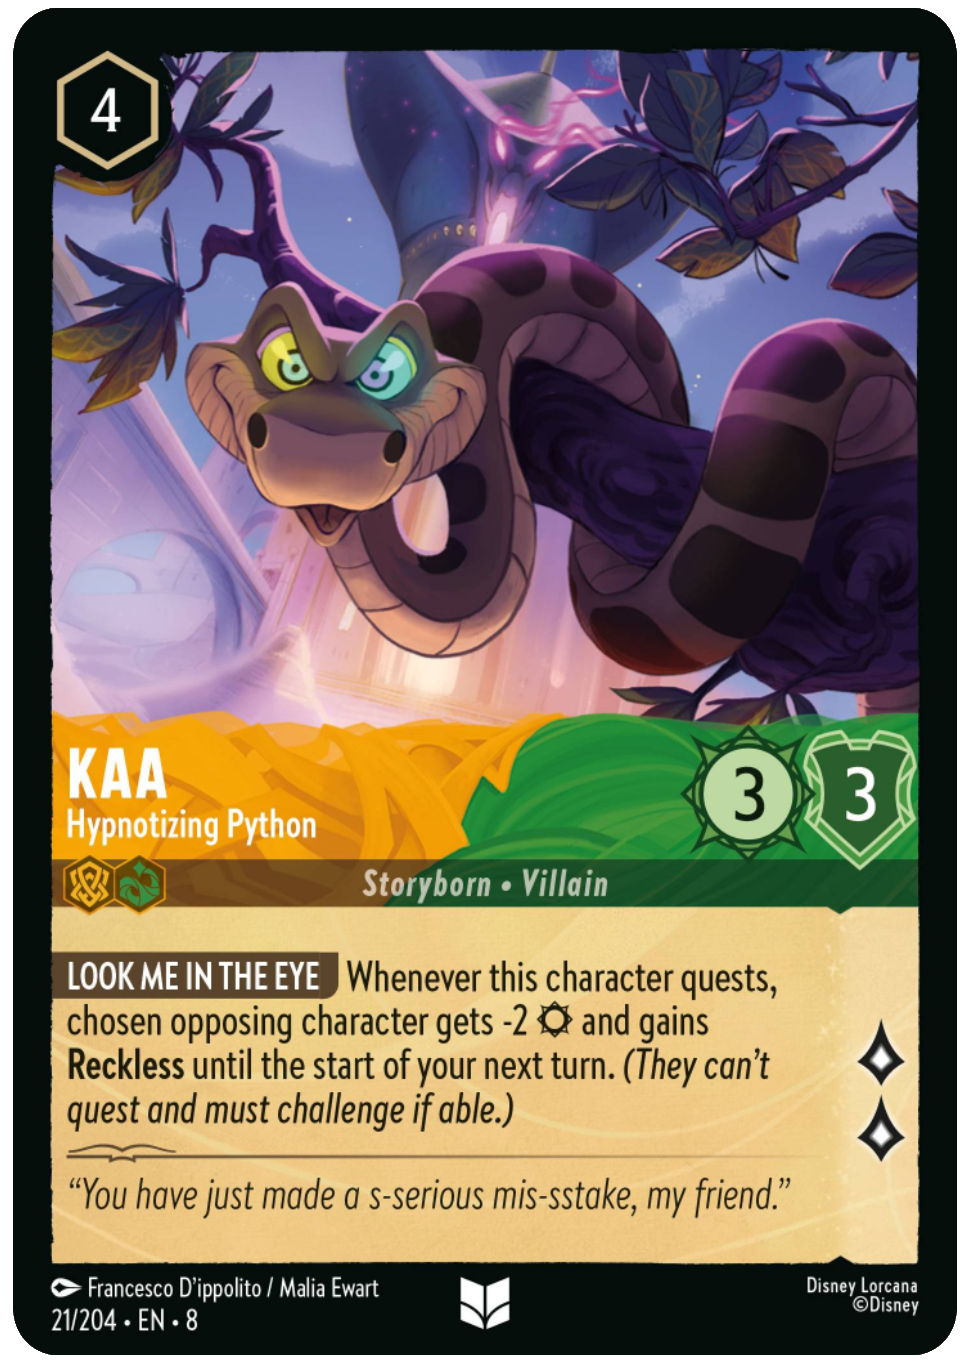 4
KAA
Hypnotizing Python
3
3
Storyborn • Villain
LOOK ME IN THE EYE Whenever this character quests,
chosen opposing character gets -2 and gains
Reckless until the start of your next turn. (They can’t
quest and must challenge if able.)
“You have just made a s-serious mis-sstake, my friend.”
Francesco D’ippolito / Malia Ewart
21/204 • EN • 8
Disney Lorcana
©Disney